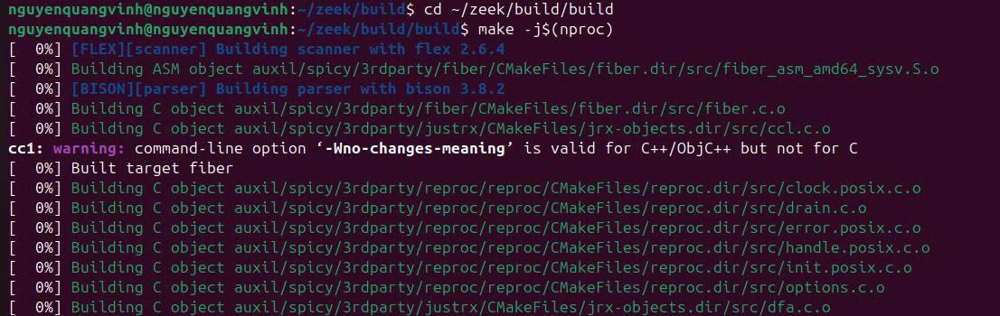 nguyenquangvinh@nguyenquangvinh:~/zeek/build$ cd ~/zeek/build/build
nguyenquangvinh@nguyenquangvinh:~/zeek/build/build$ make -j$(nproc)
[  0%] [FLEX][scanner] Building scanner with flex 2.6.4
[  0%] Building ASM object auxil/spicy/3rdparty/fiber/CMakeFiles/fiber.dir/src/fiber_asm_amd64_sysv.S.o
[  0%] [BISON][parser] Building parser with bison 3.8.2
[  0%] Building C object auxil/spicy/3rdparty/fiber/CMakeFiles/fiber.dir/src/fiber.c.o
[  0%] Building C object auxil/spicy/3rdparty/justrx/CMakeFiles/jrx-objects.dir/src/ccl.c.o
cc1: warning: command-line option ‘-Wno-changes-meaning’ is valid for C++/ObjC++ but not for C
[  0%] Built target fiber
[  0%] Building C object auxil/spicy/3rdparty/reproc/reproc/CMakeFiles/reproc.dir/src/clock.posix.c.o
[  0%] Building C object auxil/spicy/3rdparty/reproc/reproc/CMakeFiles/reproc.dir/src/drain.c.o
[  0%] Building C object auxil/spicy/3rdparty/reproc/reproc/CMakeFiles/reproc.dir/src/error.posix.c.o
[  0%] Building C object auxil/spicy/3rdparty/reproc/reproc/CMakeFiles/reproc.dir/src/handle.posix.c.o
[  0%] Building C object auxil/spicy/3rdparty/reproc/reproc/CMakeFiles/reproc.dir/src/init.posix.c.o
[  0%] Building C object auxil/spicy/3rdparty/reproc/reproc/CMakeFiles/reproc.dir/src/options.c.o
[  0%] Building C object auxil/spicy/3rdparty/justrx/CMakeFiles/jrx-objects.dir/src/dfa.c.o